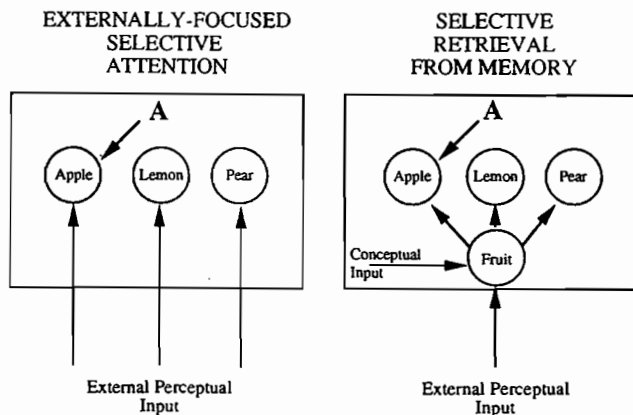 EXTERNALLY-FOCUSED
SELECTIVE
ATTENTION
A
Apple
Lemon
Pear
External Perceptual
Input
SELECTIVE
RETRIEVAL
FROM MEMORY
A
Apple
Lemon
Pear
Conceptual
Input
Fruit
External Perceptual
Input